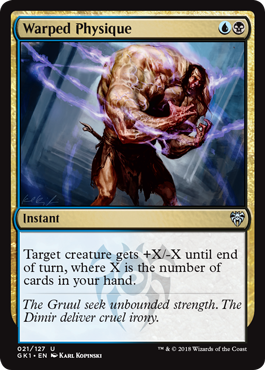 Warped Physique
Instant
Target creature gets +X/-X until end
of turn, where X is the number of
cards in your hand.
The Gruul seek unbounded strength. The
Dimir deliver cruel irony.
021/127 U
GK1 • EN Karl Kopinski
™ & © 2018 Wizards of the Coast